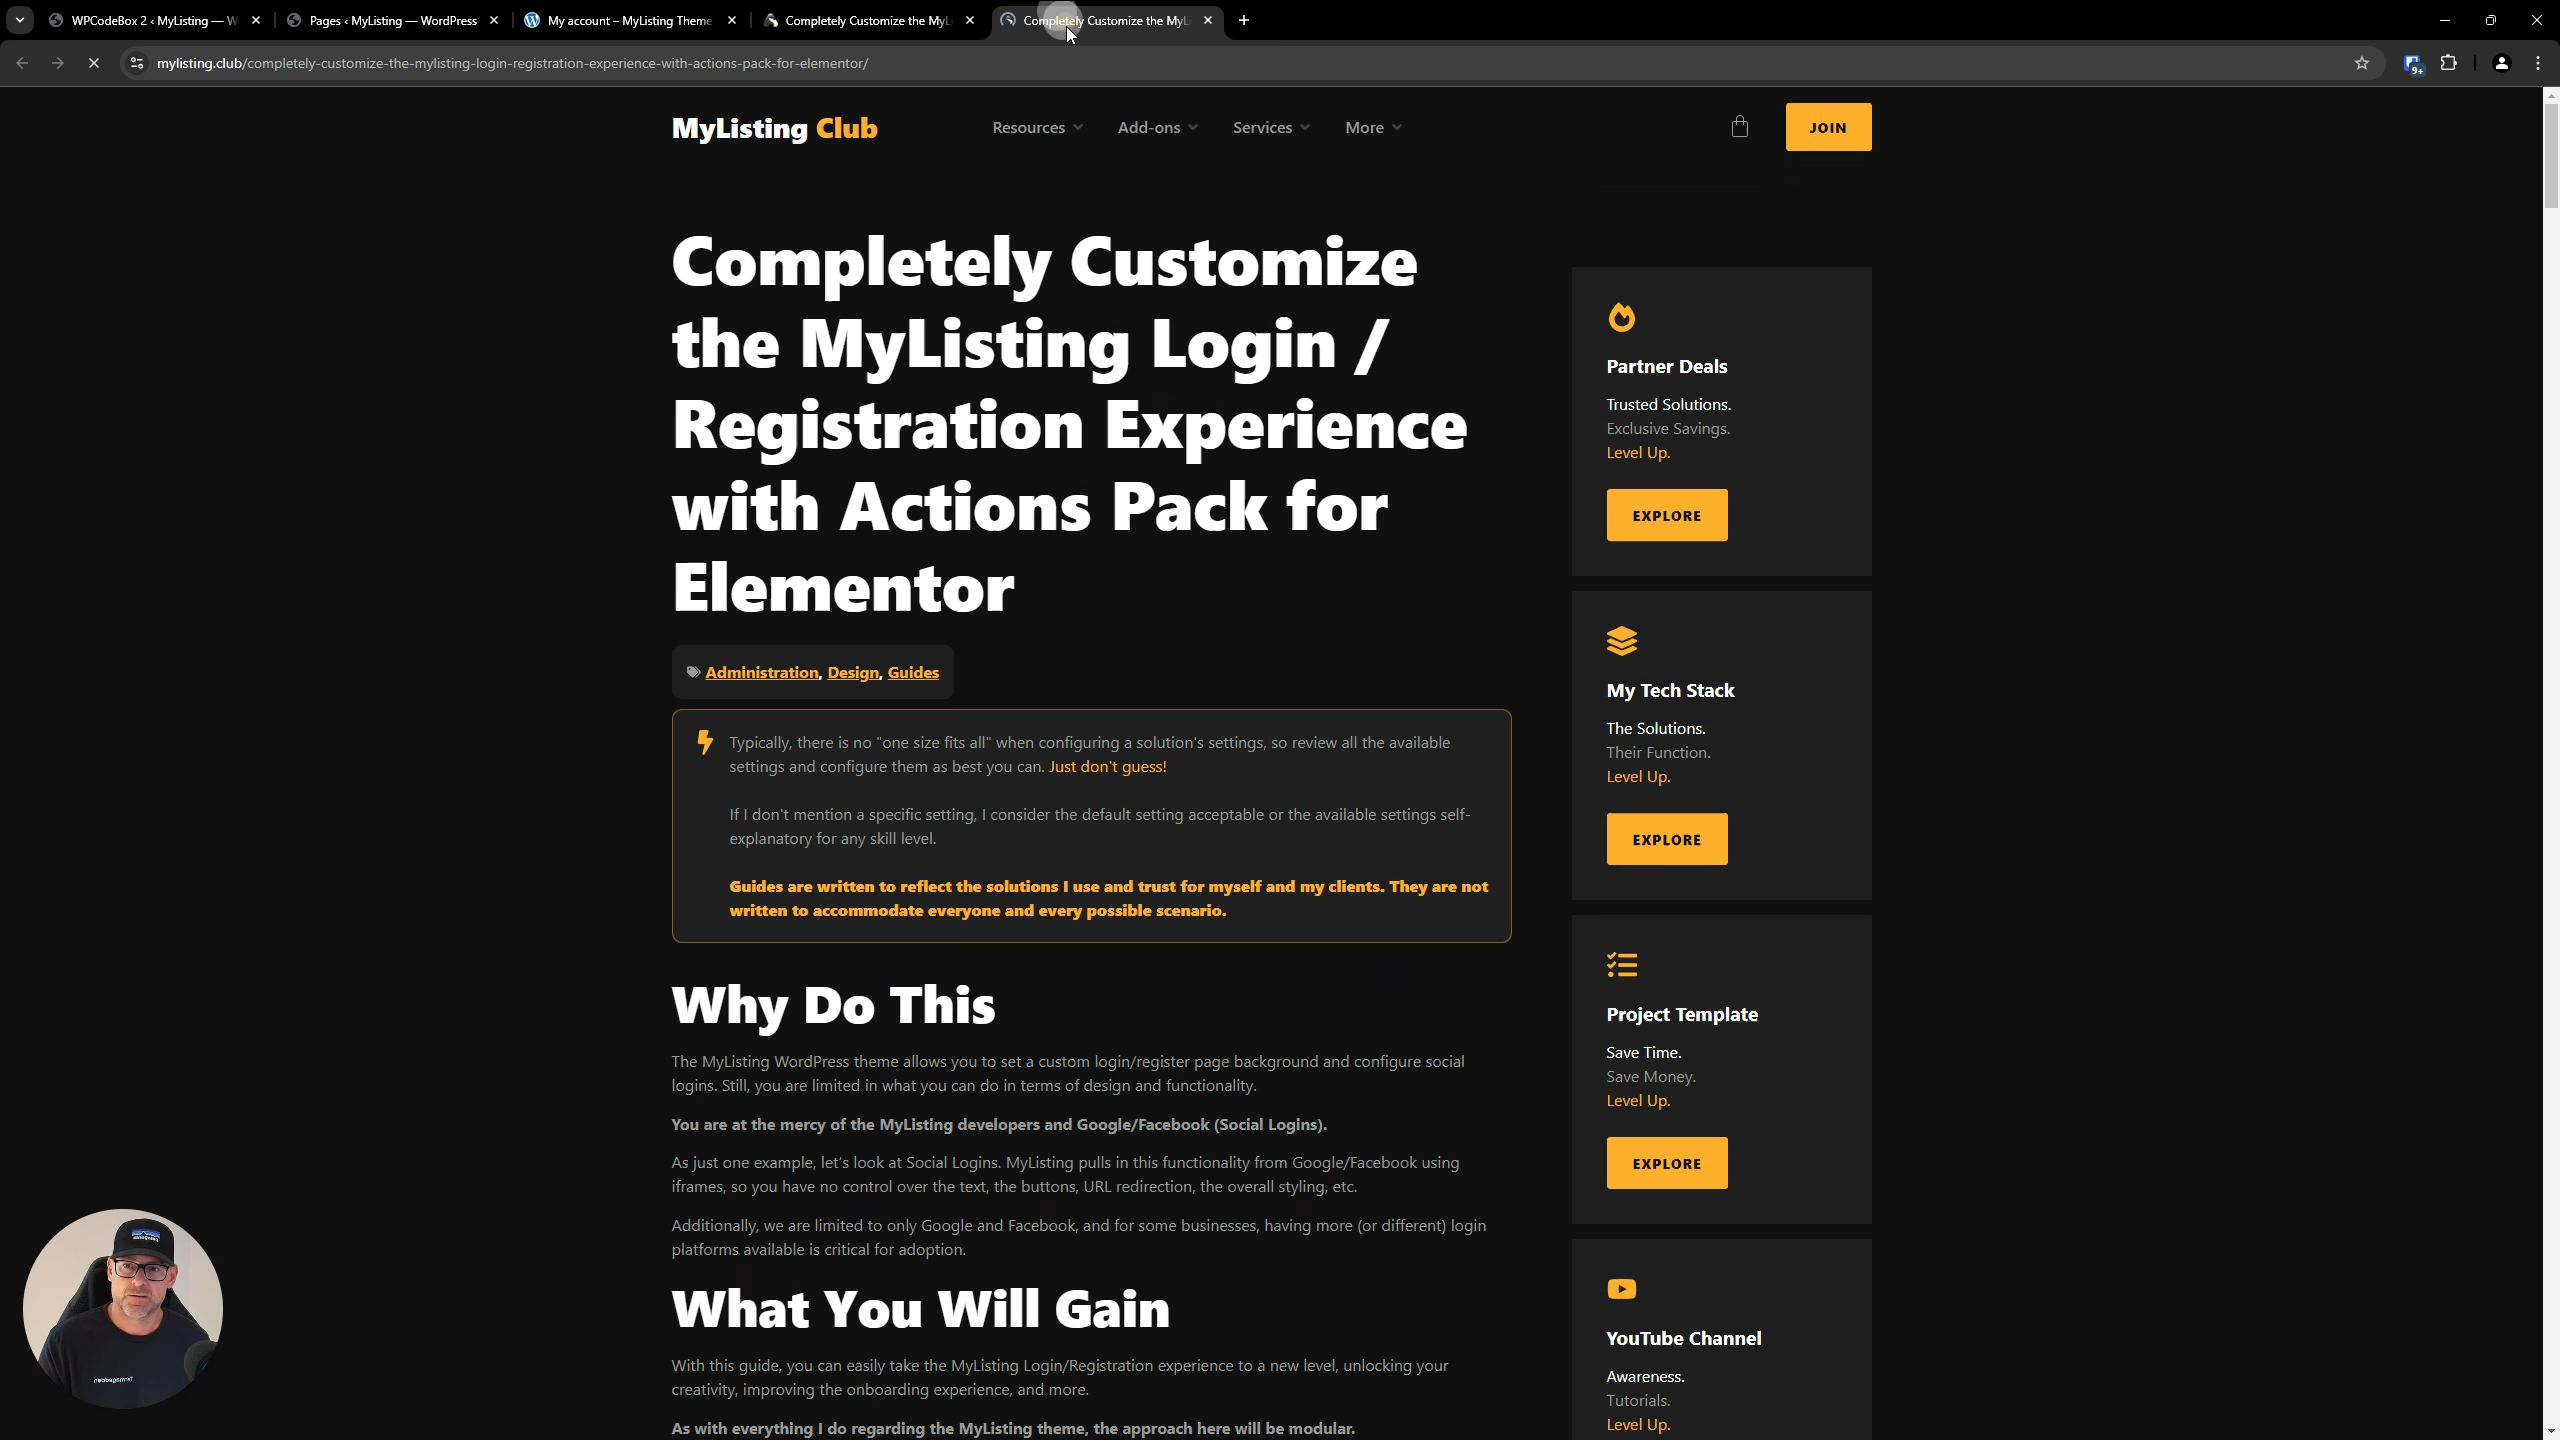 WPCodeBox 2 ‹ MyListing — W
Pages ‹ MyListing — WordPress
My account – MyListing Theme
Completely Customize the MyL
Completely Customize the MyL
mylisting.club/completely-customize-the-mylisting-login-registration-experience-with-actions-pack-for-elementor/
9+
MyListing Club
Resources
Add-ons
Services
More
JOIN
Completely Customize
the MyListing Login /
Registration Experience
with Actions Pack for
Elementor
Administration, Design, Guides
Typically, there is no "one size fits all" when configuring a solution's settings, so review all the available
settings and configure them as best you can. Just don't guess!
If I don't mention a specific setting, I consider the default setting acceptable or the available settings self-
explanatory for any skill level.
Guides are written to reflect the solutions I use and trust for myself and my clients. They are not
written to accommodate everyone and every possible scenario.
Why Do This
The MyListing WordPress theme allows you to set a custom login/register page background and configure social
logins. Still, you are limited in what you can do in terms of design and functionality.
You are at the mercy of the MyListing developers and Google/Facebook (Social Logins).
As just one example, let's look at Social Logins. MyListing pulls in this functionality from Google/Facebook using
iframes, so you have no control over the text, the buttons, URL redirection, the overall styling, etc.
Additionally, we are limited to only Google and Facebook, and for some businesses, having more (or different) login
platforms available is critical for adoption.
What You Will Gain
With this guide, you can easily take the MyListing Login/Registration experience to a new level, unlocking your
creativity, improving the onboarding experience, and more.
As with everything I do regarding the MyListing theme, the approach here will be modular.
Partner Deals
Trusted Solutions.
Exclusive Savings.
Level Up.
EXPLORE
My Tech Stack
The Solutions.
Their Function.
Level Up.
EXPLORE
Project Template
Save Time.
Save Money.
Level Up.
EXPLORE
YouTube Channel
Awareness.
Tutorials.
Level Up.